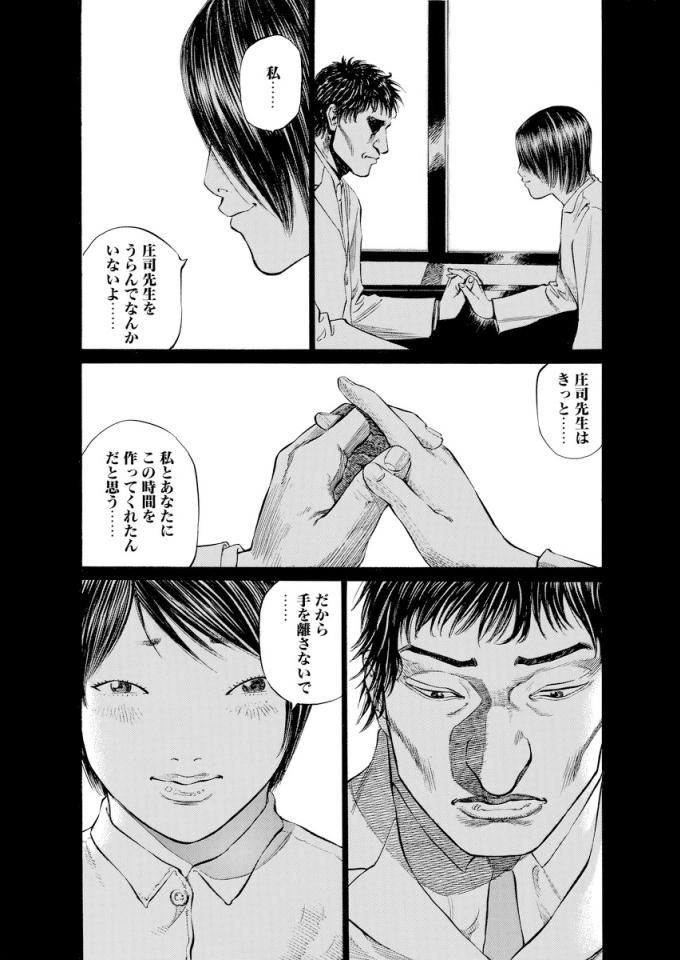 私……
庄司先生を
うらんでなんか
いないよ……
庄司先生は
きっと……
私とあなたに
この時間を
作ってくれたん
だと思う……
だから
手を離さないで
……